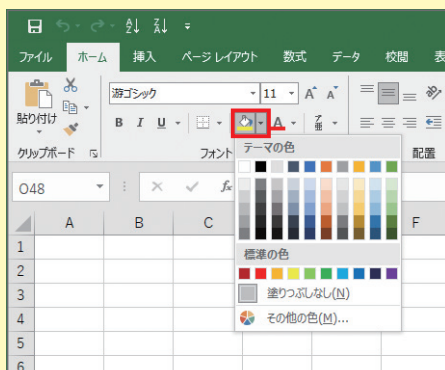 ファイル ホーム 挿入 ページ レイアウト 数式 データ 校閲 表
游ゴシック 11 A A
貼り付け B I U A
クリップボード フォント 配置
テーマの色
標準の色
塗りつぶしなし(N)
その他の色(M)...
O48 fx
A B C F
1
2
3
4
5
6